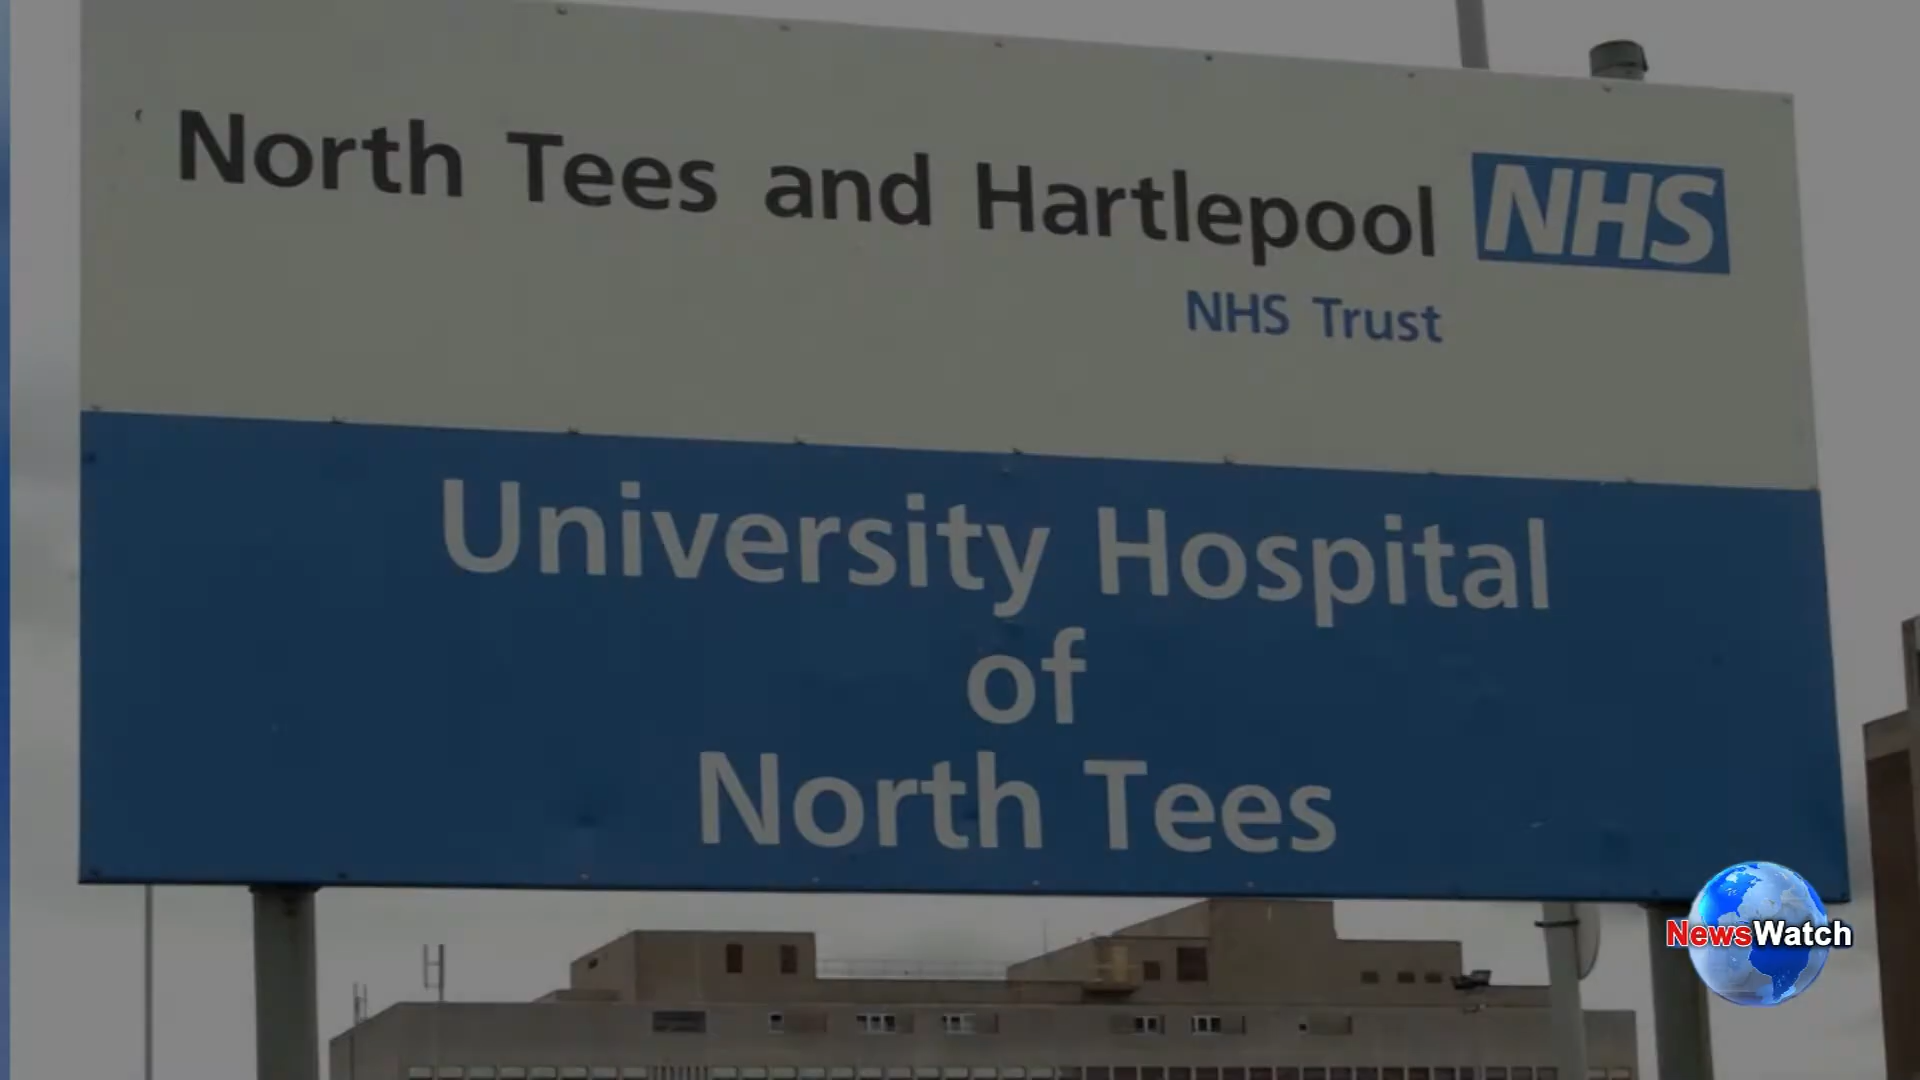 North Tees and Hartlepool NHS
NHS Trust
University Hospital
of
North Tees
NewsWatch